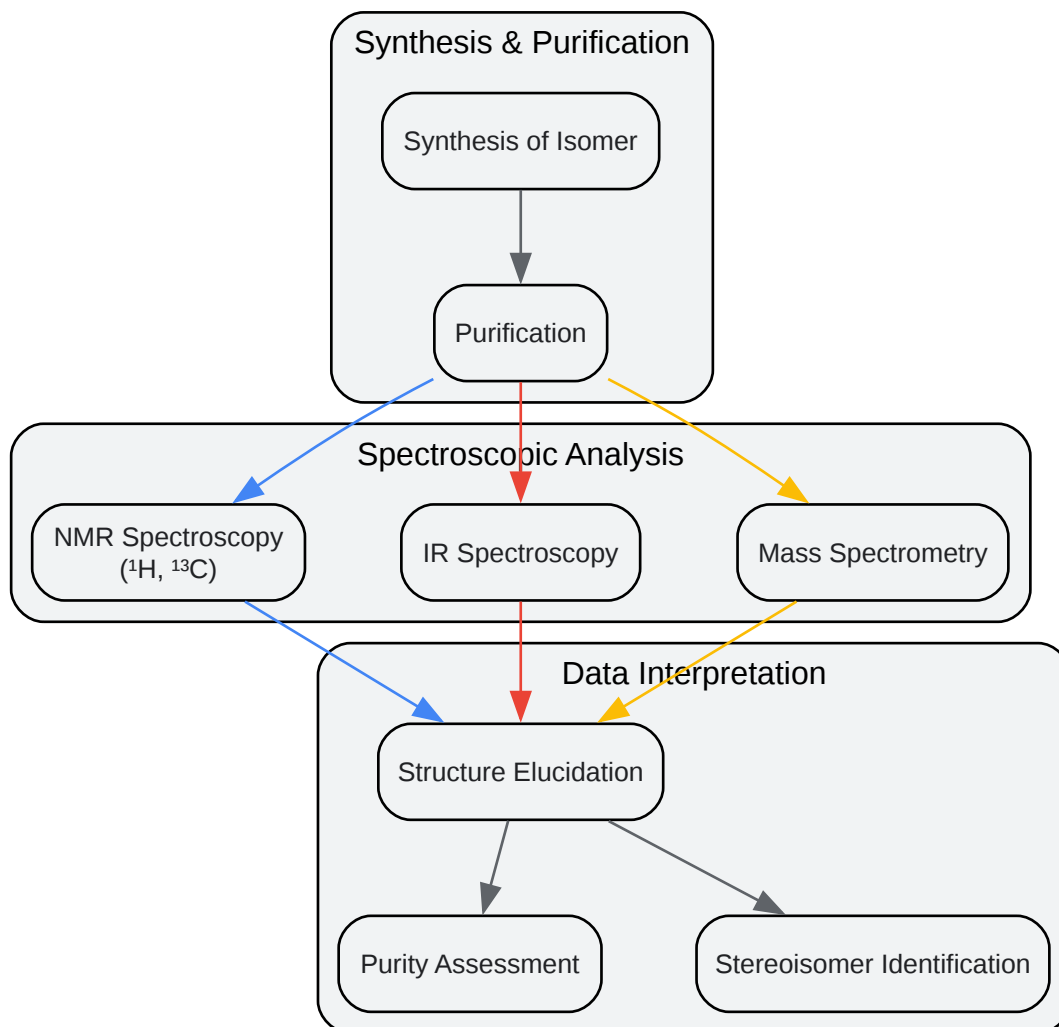 Synthesis & Purification
Synthesis of Isomer
Purification
Spectroscopic Analysis
NMR Spectroscopy
(¹H, ¹³C)
IR Spectroscopy
Mass Spectrometry
Data Interpretation
Structure Elucidation
Purity Assessment
Stereoisomer Identification